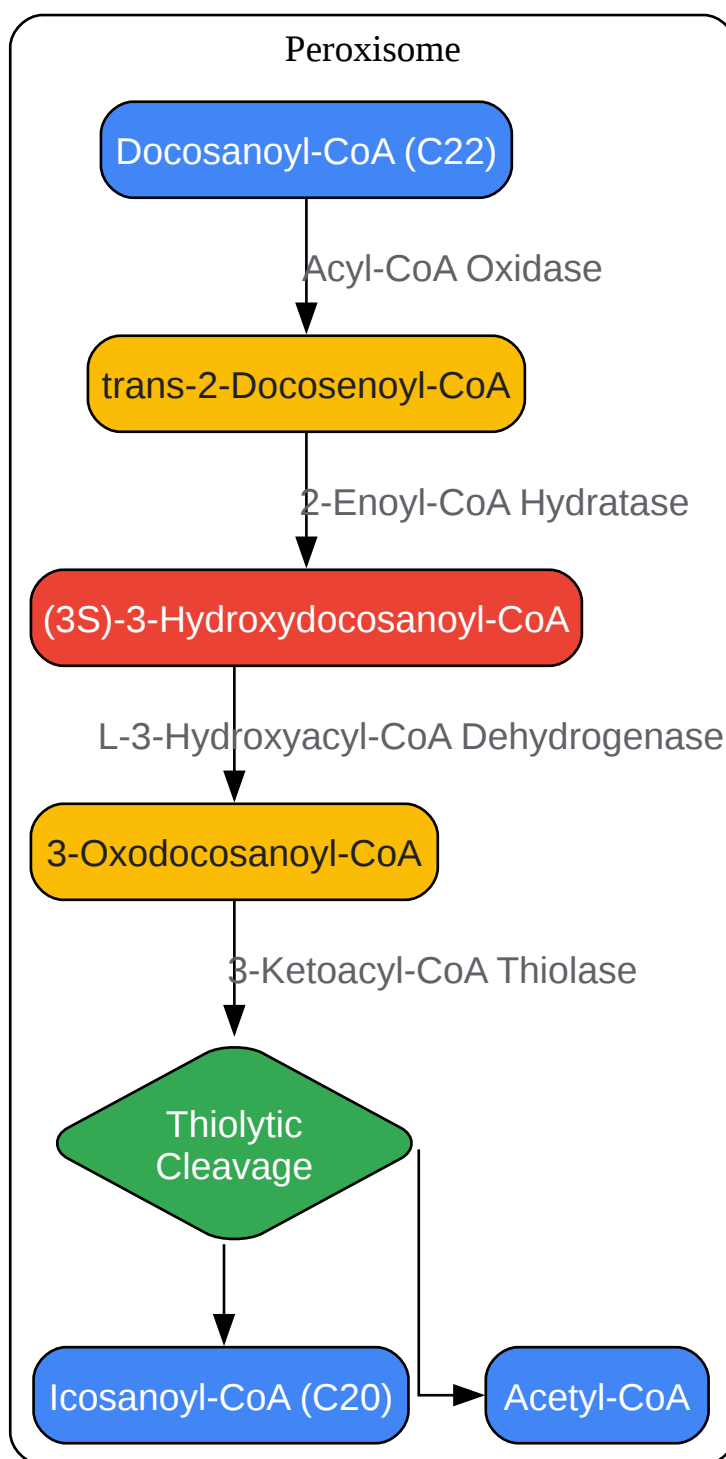 Peroxisome
Docosanoyl-CoA (C22)
Acyl-CoA Oxidase
trans-2-Docosenoyl-CoA
2-Enoyl-CoA Hydratase
(3S)-3-Hydroxydocosanoyl-CoA
L-3-Hydroxyacyl-CoA Dehydrogenase
3-Oxodocosanoyl-CoA
3-Ketoacyl-CoA Thiolase
Thiolytic
Cleavage
Icosanoyl-CoA (C20)
Acetyl-CoA